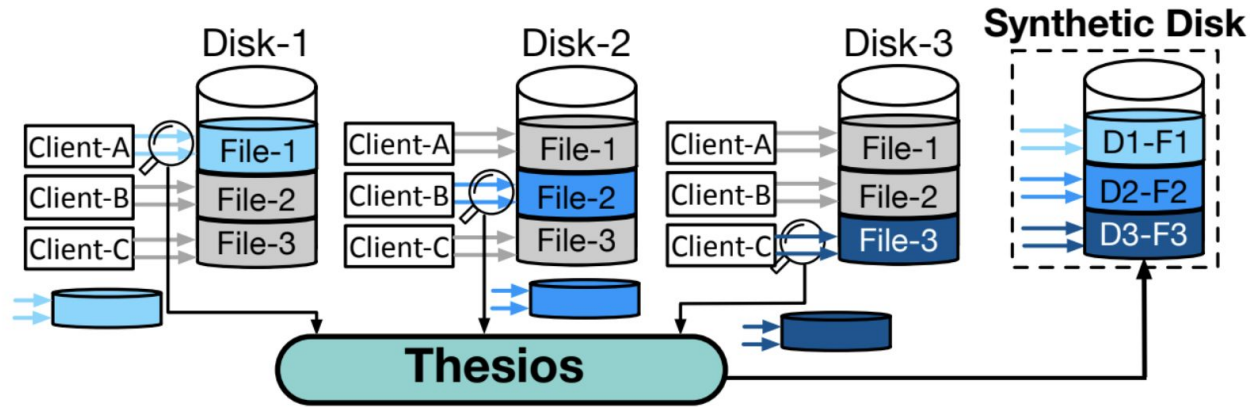 Disk-1
Disk-2
Disk-3
Synthetic Disk
Client-A
File-1
Client-B
File-2
Client-C
File-3
Client-A
File-1
Client-B
File-2
Client-C
File-3
Client-A
File-1
Client-B
File-2
Client-C
File-3
D1-F1
D2-F2
D3-F3
Thesios